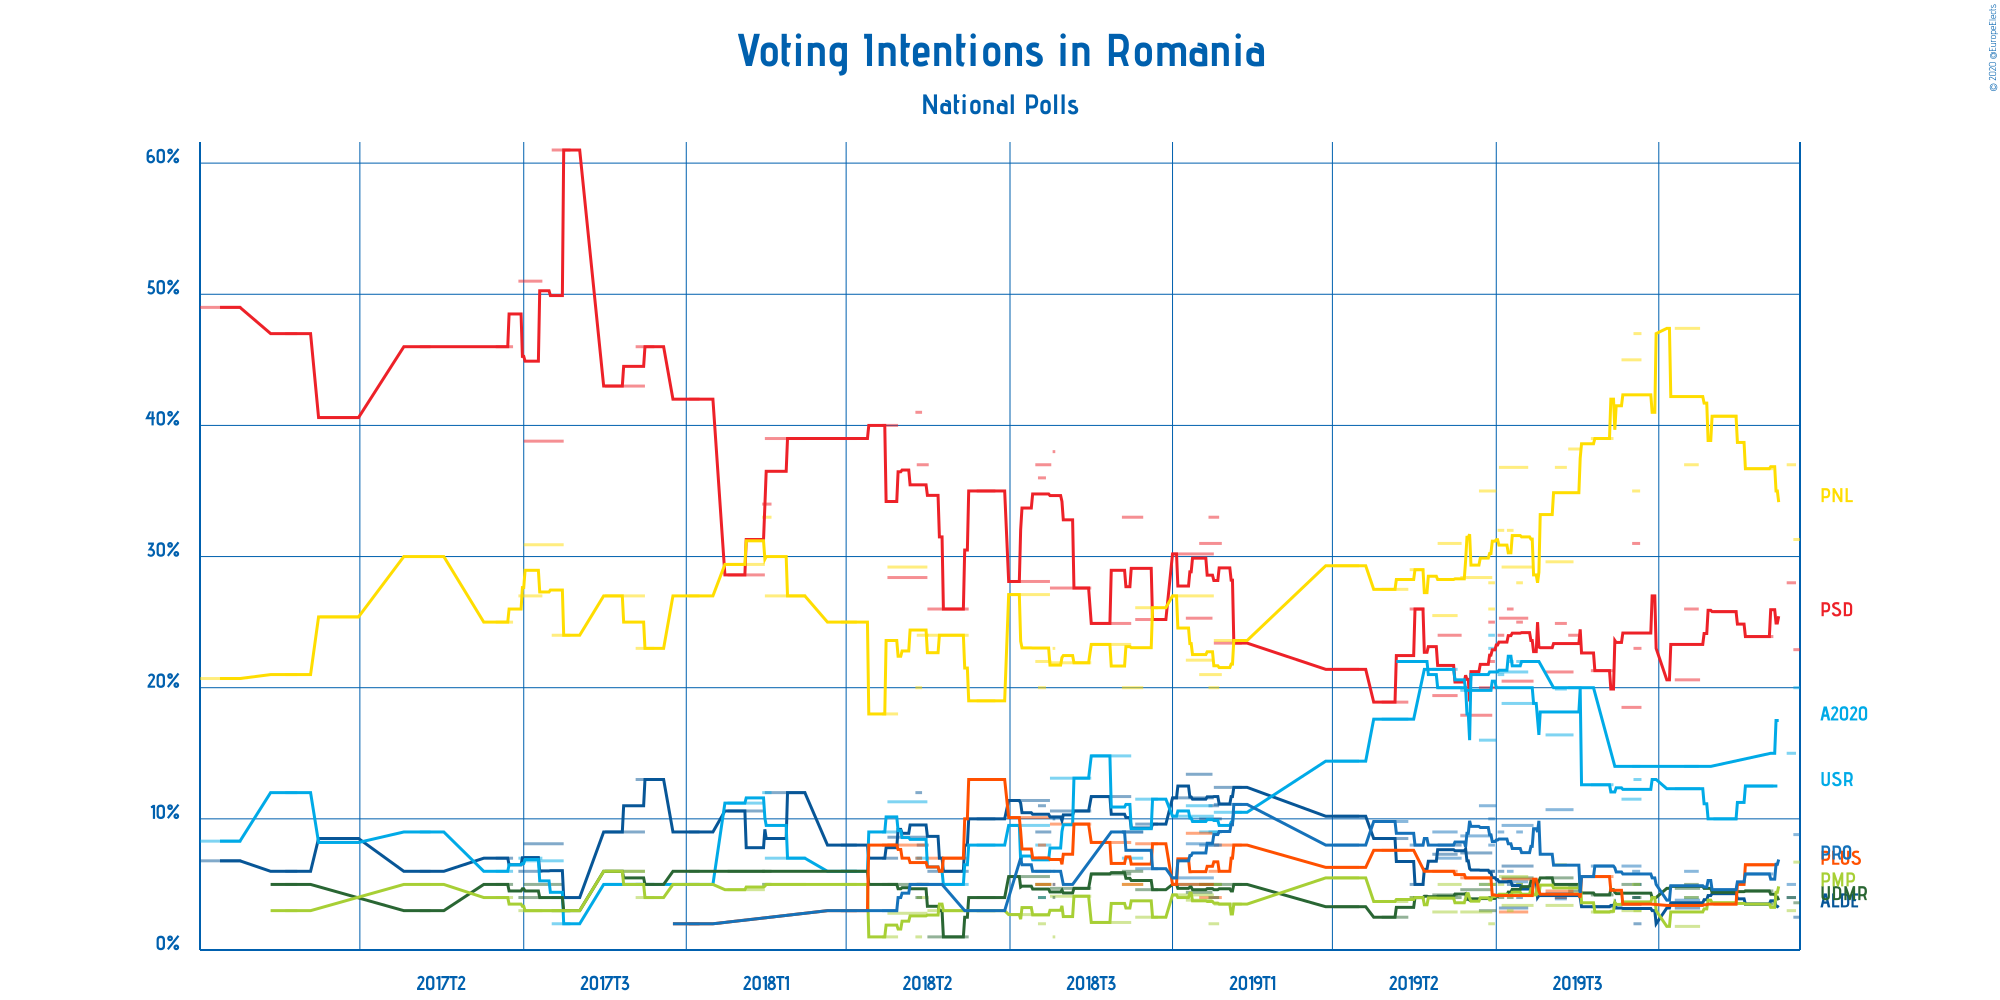 Voting Intentions in Romania
National Polls
© 2020 @EuropeElects
60%
50%
40%
30%
20%
10%
0%
PNL
PSD
A2020
USR
PRO
PLUS
PMP
UDMR
ALDE
2017T2
2017T3
2018T1
2018T2
2018T3
2019T1
2019T2
2019T3